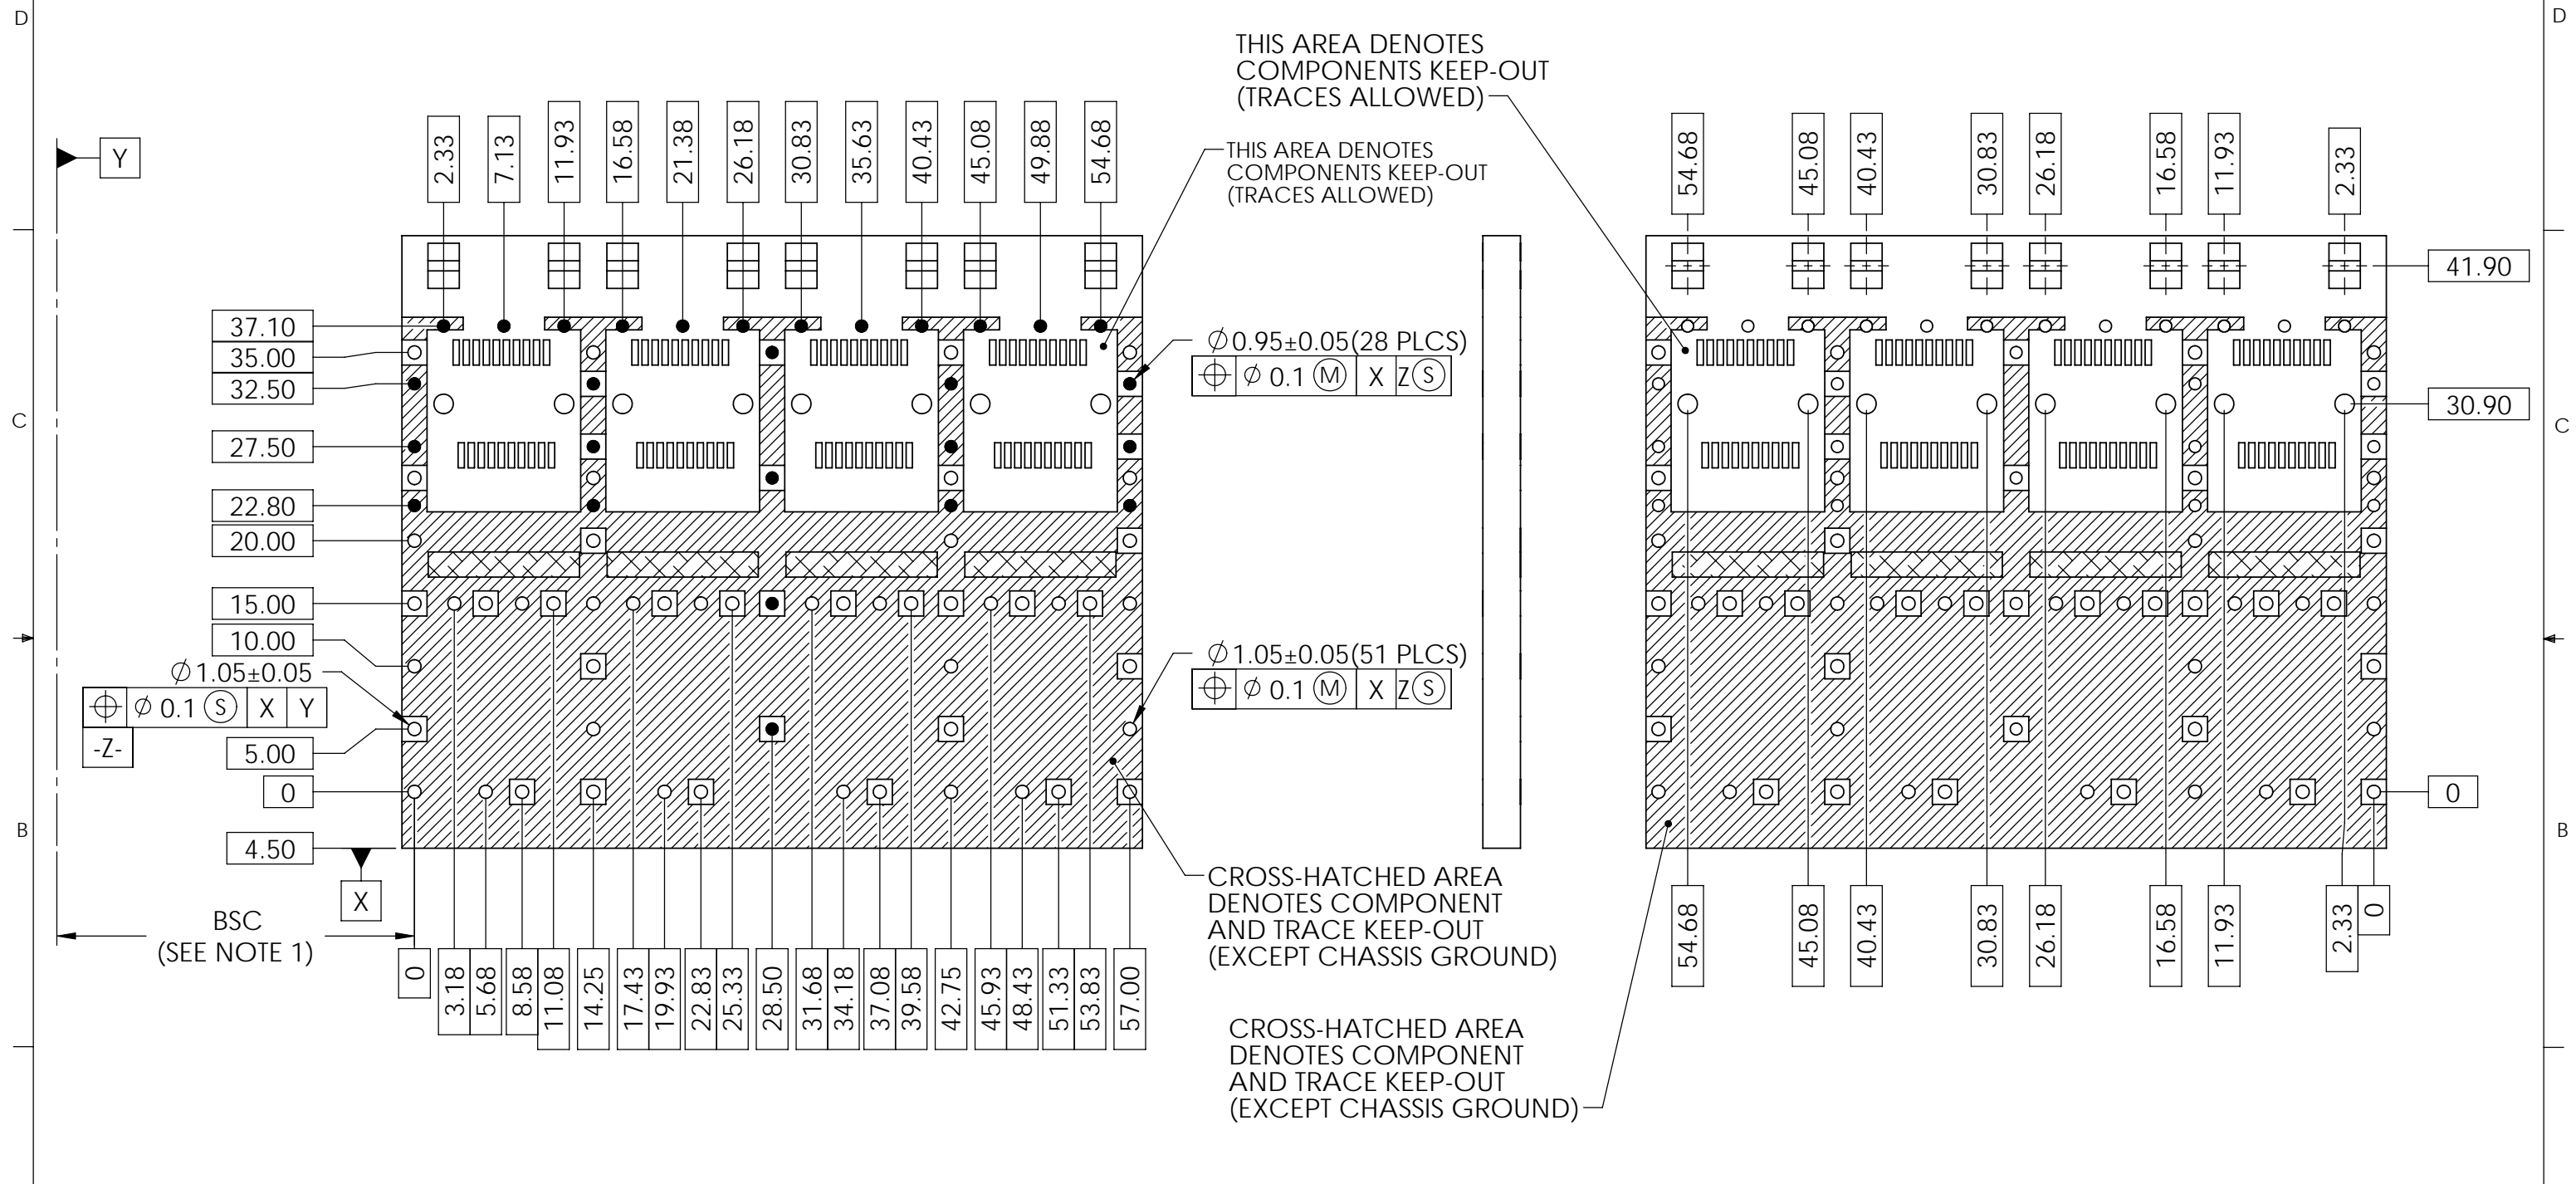 D
D
THIS AREA DENOTES
COMPONENTS KEEP-OUT
(TRACES ALLOWED)
THIS AREA DENOTES
COMPONENTS KEEP-OUT
(TRACES ALLOWED)
Y
2.33
7.13
11.93
16.58
21.38
26.18
30.83
35.63
40.43
45.08
49.88
54.68
54.68
45.08
40.43
30.83
26.18
16.58
11.93
2.33
41.90
37.10
35.00
32.50
27.50
22.80
20.00
15.00
10.00
Ø1.05±0.05
⌖ Ø 0.1 Ⓢ X Y
-Z-
5.00
0
4.50
X
BSC
(SEE NOTE 1)
Ø0.95±0.05(28 PLCS)
⌖ Ø 0.1 Ⓜ X ZⓈ
Ø1.05±0.05(51 PLCS)
⌖ Ø 0.1 Ⓜ X ZⓈ
30.90
0
C
C
B
B
CROSS-HATCHED AREA
DENOTES COMPONENT
AND TRACE KEEP-OUT
(EXCEPT CHASSIS GROUND)
CROSS-HATCHED AREA
DENOTES COMPONENT
AND TRACE KEEP-OUT
(EXCEPT CHASSIS GROUND)
0
3.18
5.68
8.58
11.08
14.25
17.43
19.93
22.83
25.33
28.50
31.68
34.18
37.08
39.58
42.75
45.93
48.43
51.33
53.83
57.00
54.68
45.08
40.43
30.83
26.18
16.58
11.93
2.33
0